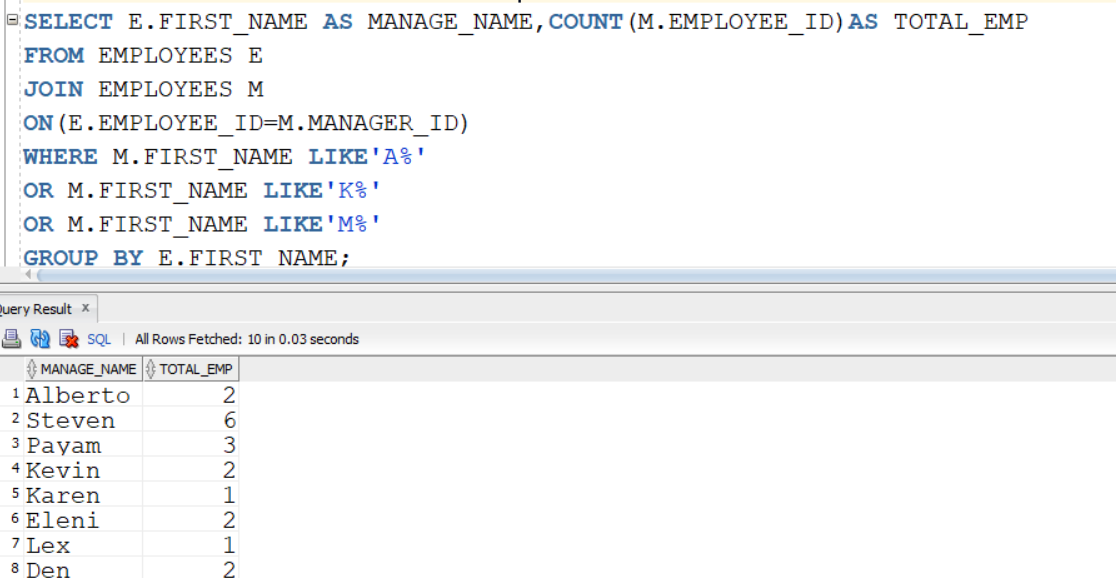 SELECT E.FIRST_NAME AS MANAGE_NAME,COUNT(M.EMPLOYEE_ID)AS TOTAL_EMP
FROM EMPLOYEES E
JOIN EMPLOYEES M
ON(E.EMPLOYEE_ID=M.MANAGER_ID)
WHERE M.FIRST_NAME LIKE'A%'
OR M.FIRST_NAME LIKE'K%'
OR M.FIRST_NAME LIKE'M%'
GROUP BY E.FIRST_NAME;
Query Result x
SQL | All Rows Fetched: 10 in 0.03 seconds
MANAGE_NAME TOTAL_EMP
1 Alberto 2
2 Steven 6
3 Payam 3
4 Kevin 2
5 Karen 1
6 Eleni 2
7 Lex 1
8 Den 2